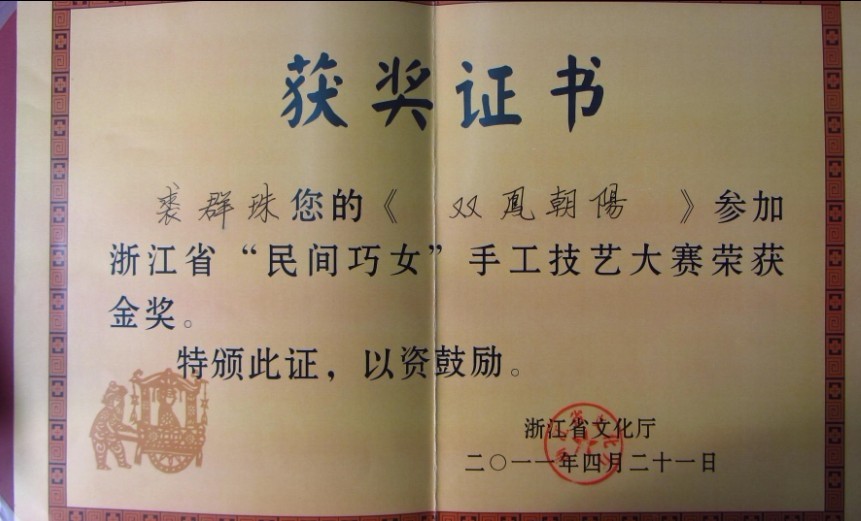 获奖证书
裘群珠您的《双鳳朝陽》参加
浙江省“民间巧女”手工技艺大赛荣获
金奖。
特颁此证，以资鼓励。
浙江省文化厅
二〇一一年四月二十一日